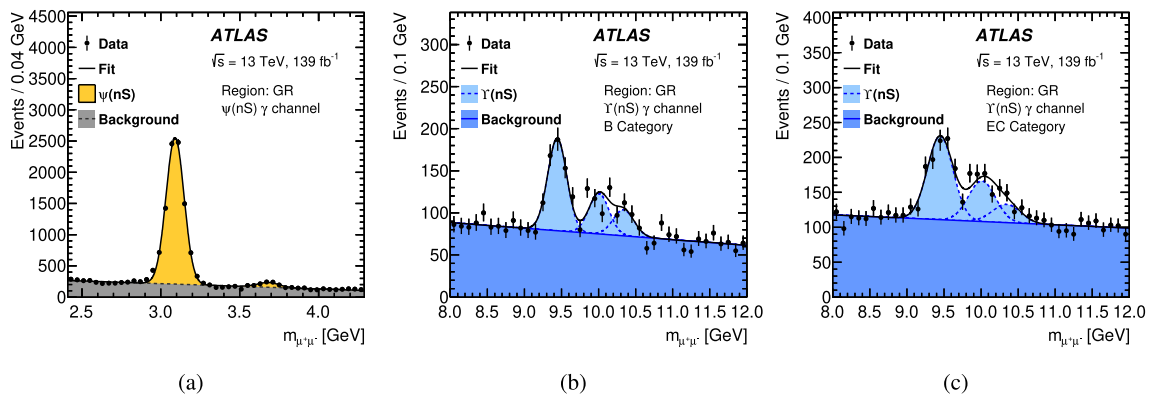 Events / 0.04 GeV
4500
4000
3500
3000
2500
2000
1500
1000
500
0
ATLAS
√s = 13 TeV, 139 fb⁻¹
Data
Fit
ψ(nS)
Background
Region: GR
ψ(nS) γ channel
2.5 3.0 3.5 4.0
m_μ⁺μ⁻ [GeV]
(a)
Events / 0.1 GeV
300
250
200
150
100
50
0
ATLAS
√s = 13 TeV, 139 fb⁻¹
Data
Fit
ϒ(nS)
Background
Region: GR
ϒ(nS) γ channel
B Category
8.0 8.5 9.0 9.5 10.0 10.5 11.0 11.5 12.0
m_μ⁺μ⁻ [GeV]
(b)
Events / 0.1 GeV
400
350
300
250
200
150
100
50
0
ATLAS
√s = 13 TeV, 139 fb⁻¹
Data
Fit
ϒ(nS)
Background
Region: GR
ϒ(nS) γ channel
EC Category
8.0 8.5 9.0 9.5 10.0 10.5 11.0 11.5 12.0
m_μ⁺μ⁻ [GeV]
(c)